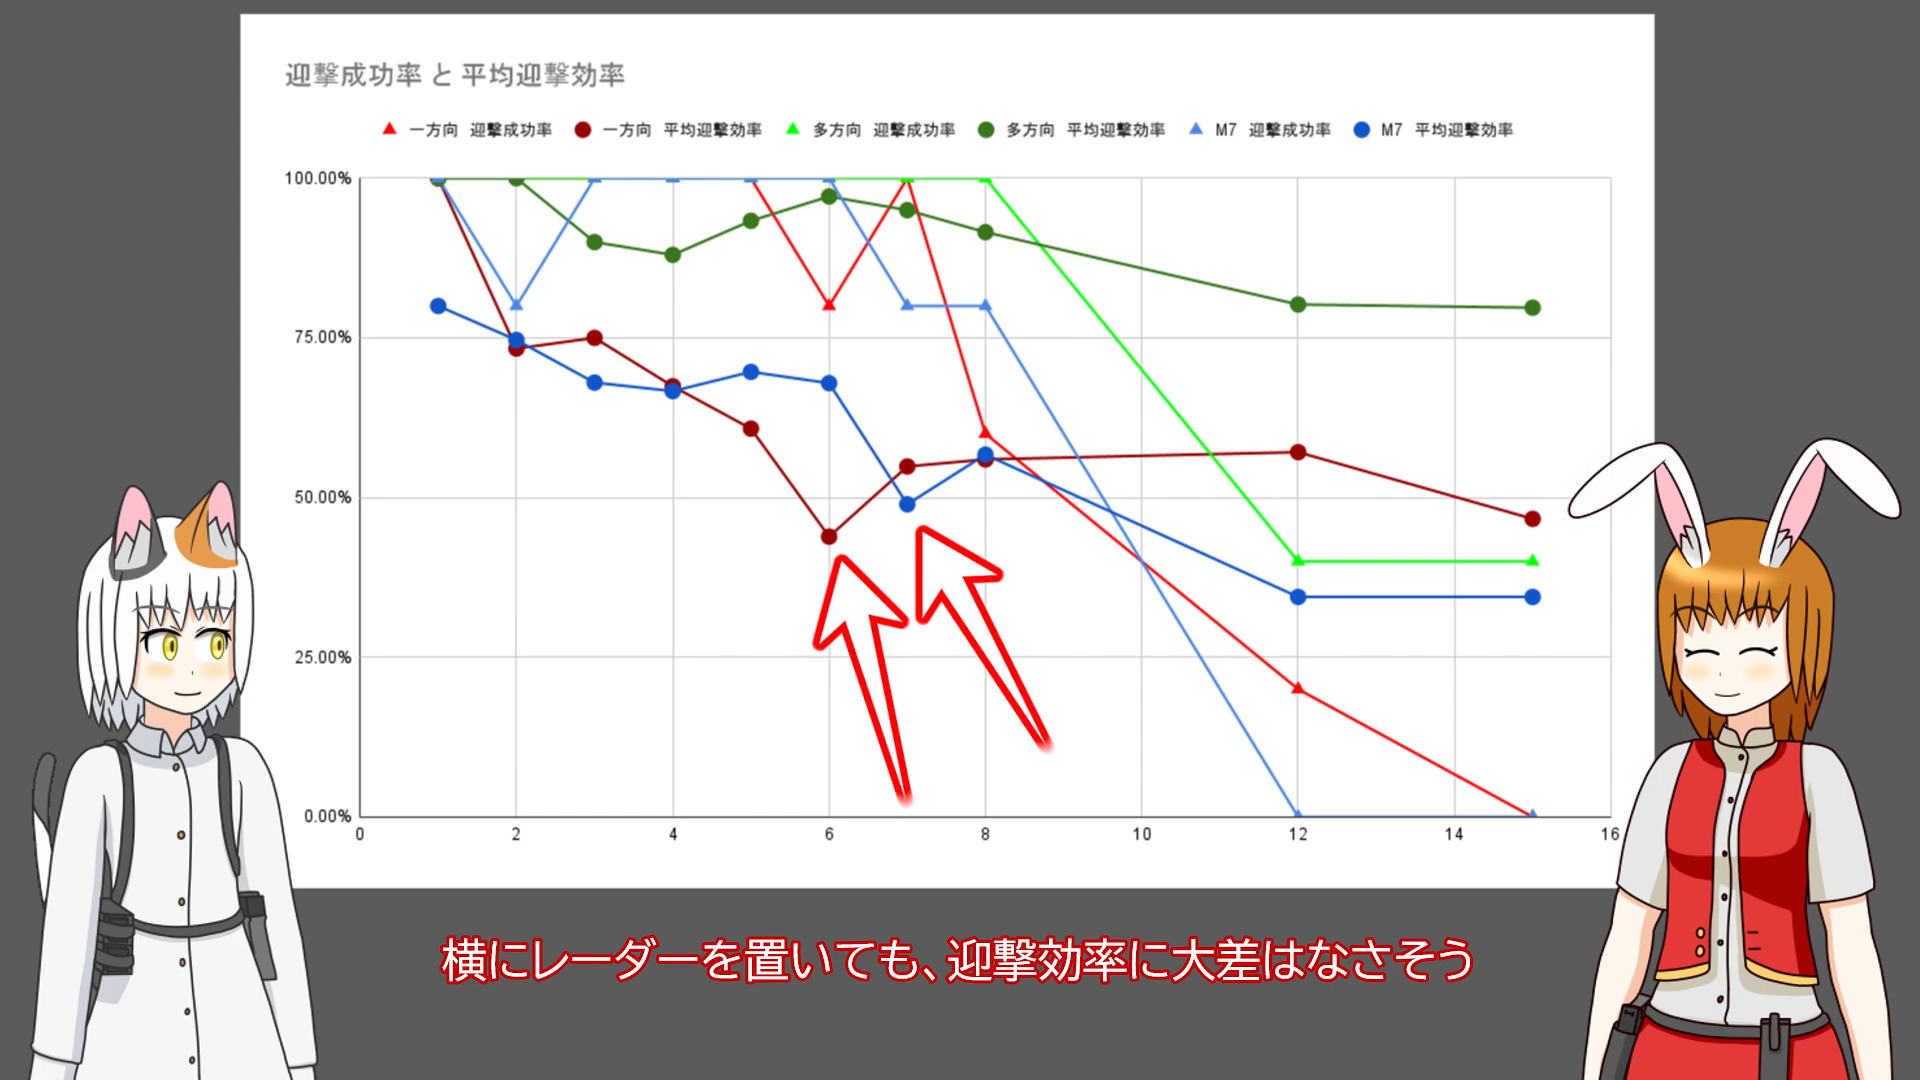 迎撃成功率 と 平均迎撃効率
一方向 迎撃成功率 一方向 平均迎撃効率 多方向 迎撃成功率 多方向 平均迎撃効率 M7 迎撃成功率 M7 平均迎撃効率
100.00%
75.00%
50.00%
25.00%
0.00%
0 2 4 6 8 10 12 14 16
横にレーダーを置いても、迎撃効率に大差はなさそう